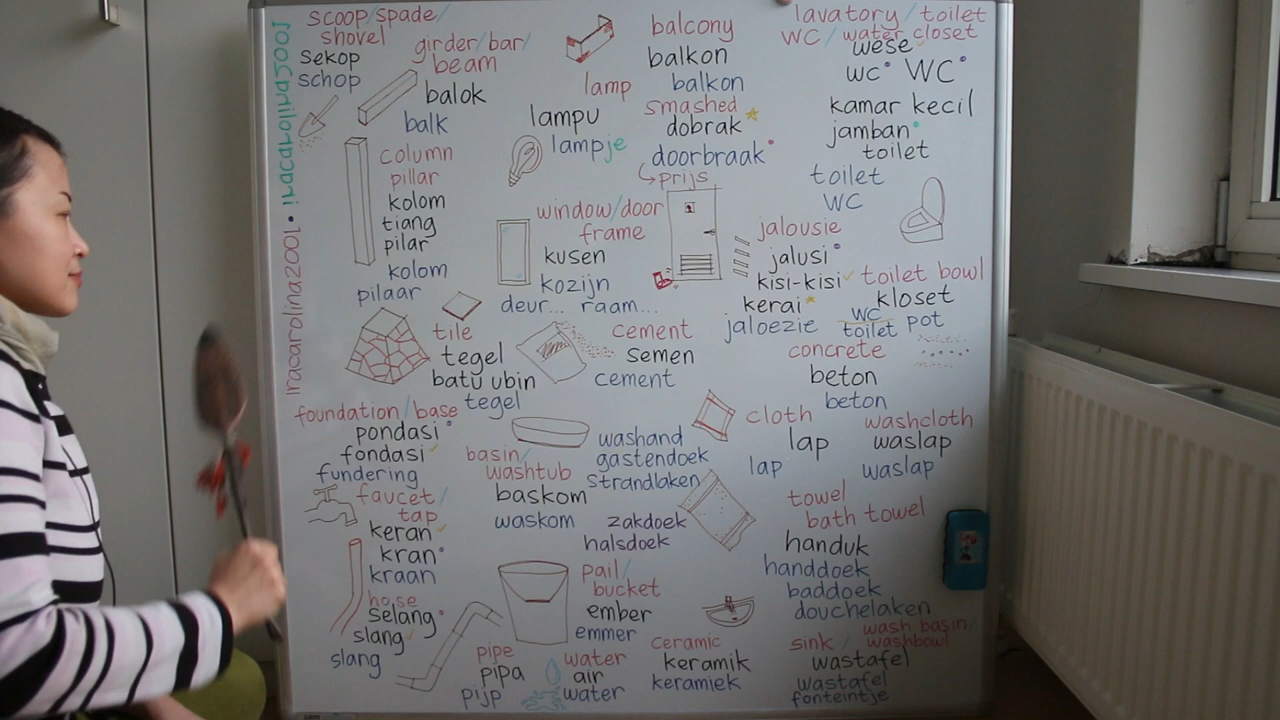 iracarolina2001 • iracarolina2001
scoop/spade/
shovel
sekop
schop
girder/bar/
beam
balok
balk
column
pillar
kolom
tiang
pilar
kolom
pilaar
tile
tegel
batu ubin
tegel
foundation/base
pondasi
fondasi
fundering
faucet/
tap
keran
kran
kraan
hose
selang
slang
slang
lamp
lampu
lampje
window/door
frame
kusen
kozijn
deur... raam...
cement
semen
cement
basin/
washtub
baskom
waskom
washand
gastendoek
strandlaken
zakdoek
halsdoek
pail/
bucket
ember
emmer
pipe
pipa
pijp
water
air
water
balcony
balkon
balkon
smashed
dobrak
doorbraak
prijs
jalousie
jalusi
kisi-kisi
kerai
jaloezie
lavatory/toilet
WC/water closet
wese
wc WC
kamar kecil
jamban
toilet
toilet
WC
toilet bowl
kloset
WC
toilet pot
concrete
beton
beton
cloth
lap
lap
washcloth
waslap
waslap
towel
bath towel
handuk
handdoek
baddoek
douchelaken
ceramic
keramik
keramiek
sink / wash basin/
washbowl
wastafel
wastafel
fonteintje